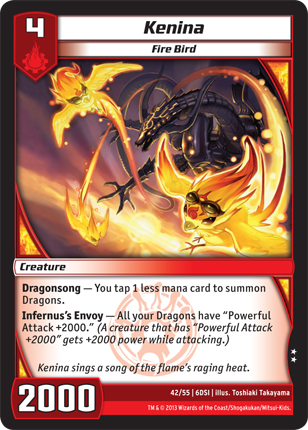 4
Kenina
Fire Bird
Creature
Dragonsong — You tap 1 less mana card to summon
Dragons.
Infernus's Envoy — All your Dragons have “Powerful
Attack +2000.” (A creature that has “Powerful Attack
+2000” gets +2000 power while attacking.)
Kenina sings a song of the flame's raging heat.
2000
42/55 | 6DSI | illus. Toshiaki Takayama
TM & © 2013 Wizards of the Coast/Shogakukan/Mitsui-Kids.